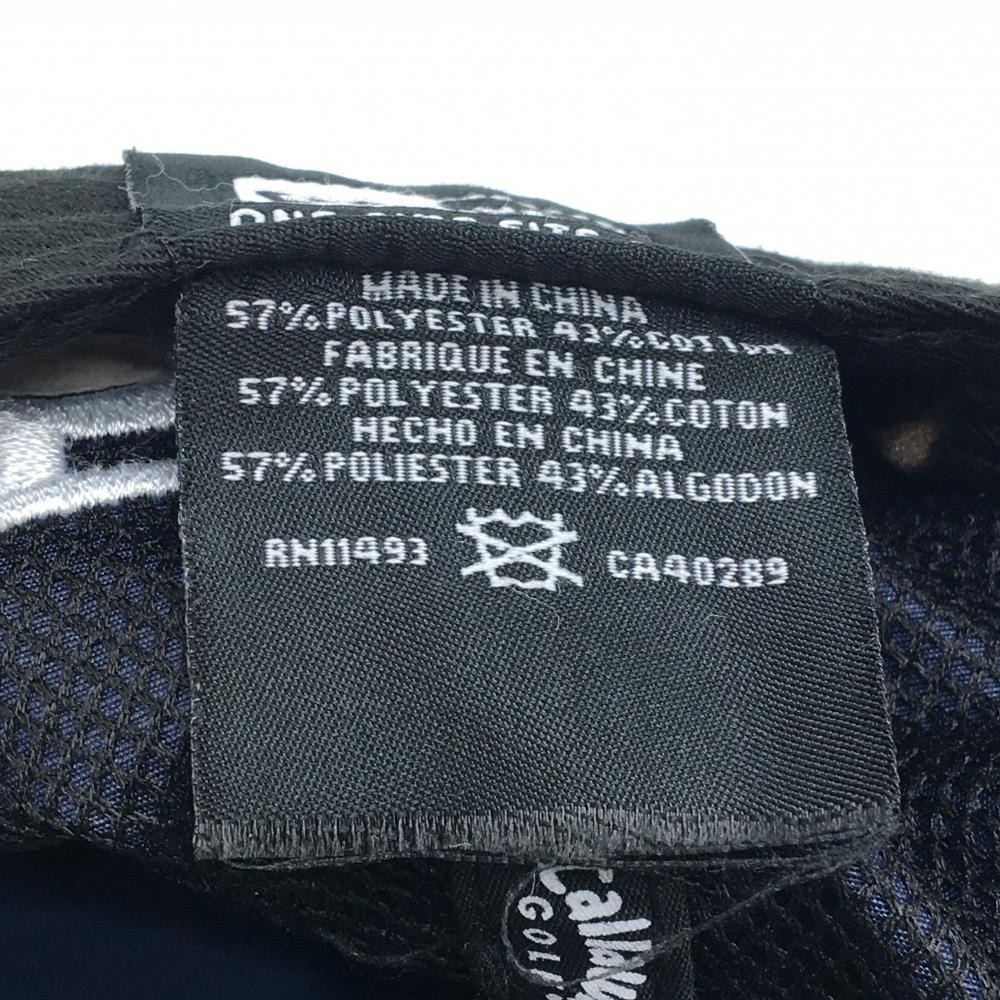 MADE IN CHINA
57%POLYESTER 43%COTTON
FABRIQUE EN CHINE
57%POLYESTER 43%COTON
HECHO EN CHINA
57%POLIESTER 43%ALGODON
RN11493 CA40289